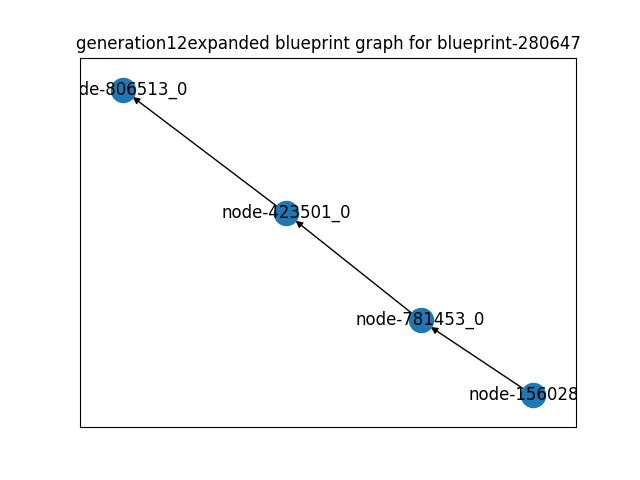 generation12expanded blueprint graph for blueprint-280647
de-806513_0
node-423501_0
node-781453_0
node-156028